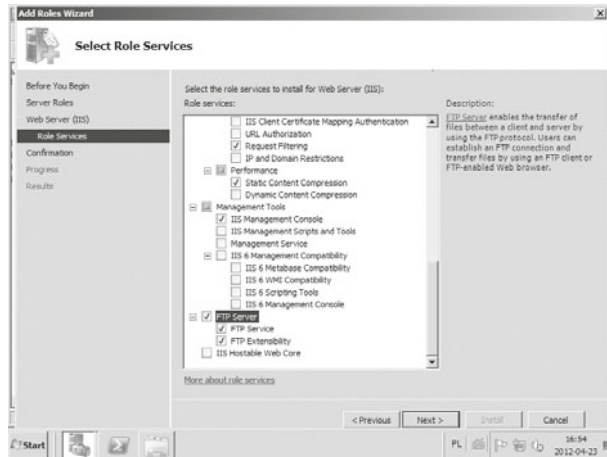 Add Roles Wizard
Select Role Services
Before You Begin
Server Roles
Web Server (IIS)
Role Services
Confirmation
Progress
Results
Select the role services to install for Web Server (IIS):
Role services:
IIS Client Certificate Mapping Authentication
URL Authorization
Request Filtering
IP and Domain Restrictions
Performance
Static Content Compression
Dynamic Content Compression
Management Tools
IIS Management Console
IIS Management Scripts and Tools
Management Service
IIS 6 Management Compatibility
IIS 6 Metabase Compatibility
IIS 6 WMI Compatibility
IIS 6 Scripting Tools
IIS 6 Management Console
FTP Server
FTP Service
FTP Extensibility
IIS Hostable Web Core
More about role services
Description:
FTP Server enables the transfer of
files between a client and server by
using the FTP protocol. Users can
establish an FTP connection and
transfer files by using an FTP client or
FTP-enabled Web browser.
< Previous
Next >
Install
Cancel
Start
PL
16:54
2012-04-23